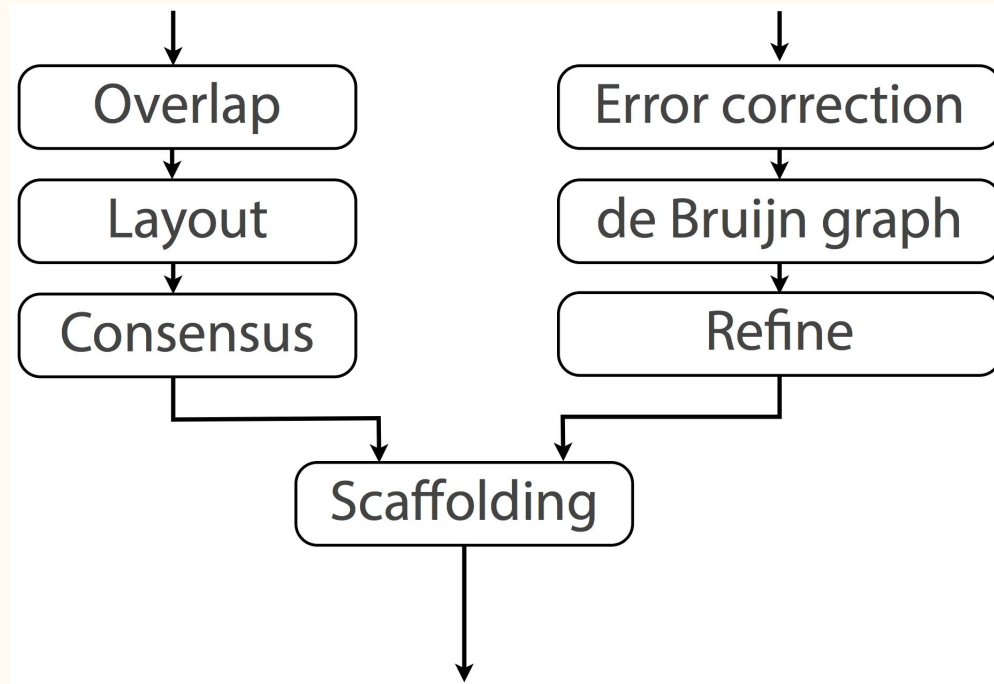 Overlap
Layout
Consensus
Error correction
de Bruijn graph
Refine
Scaffolding